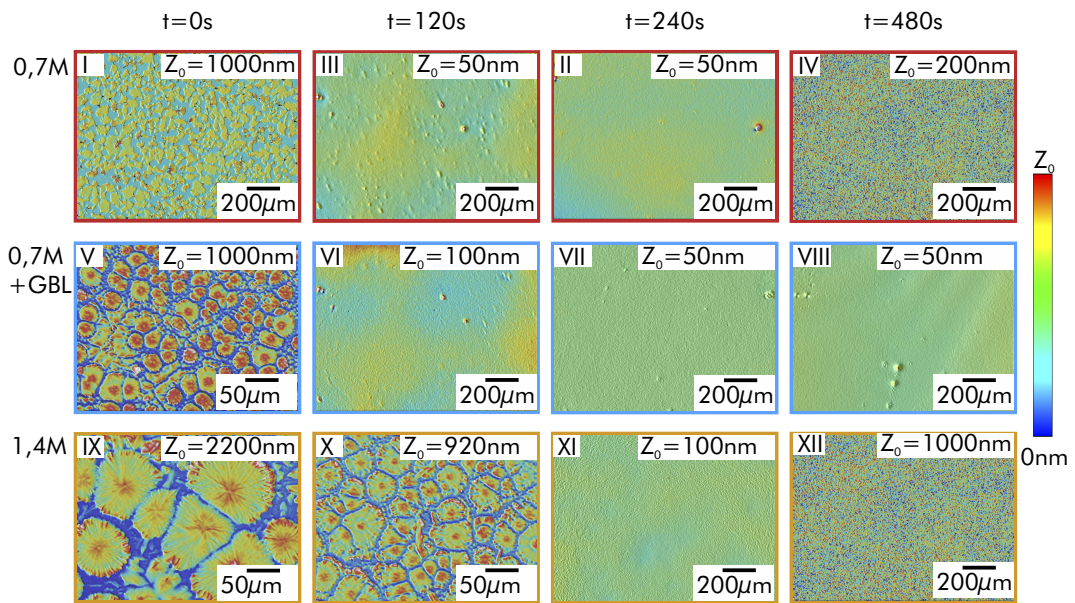 t=0s t=120s t=240s t=480s
0,7M I Z₀=1000nm III Z₀=50nm II Z₀=50nm IV Z₀=200nm
200µm 200µm 200µm 200µm
Z₀
0,7M V Z₀=1000nm VI Z₀=100nm VII Z₀=50nm VIII Z₀=50nm
+GBL
50µm 200µm 200µm 200µm
1,4M IX Z₀=2200nm X Z₀=920nm XI Z₀=100nm XII Z₀=1000nm
0nm
50µm 50µm 200µm 200µm